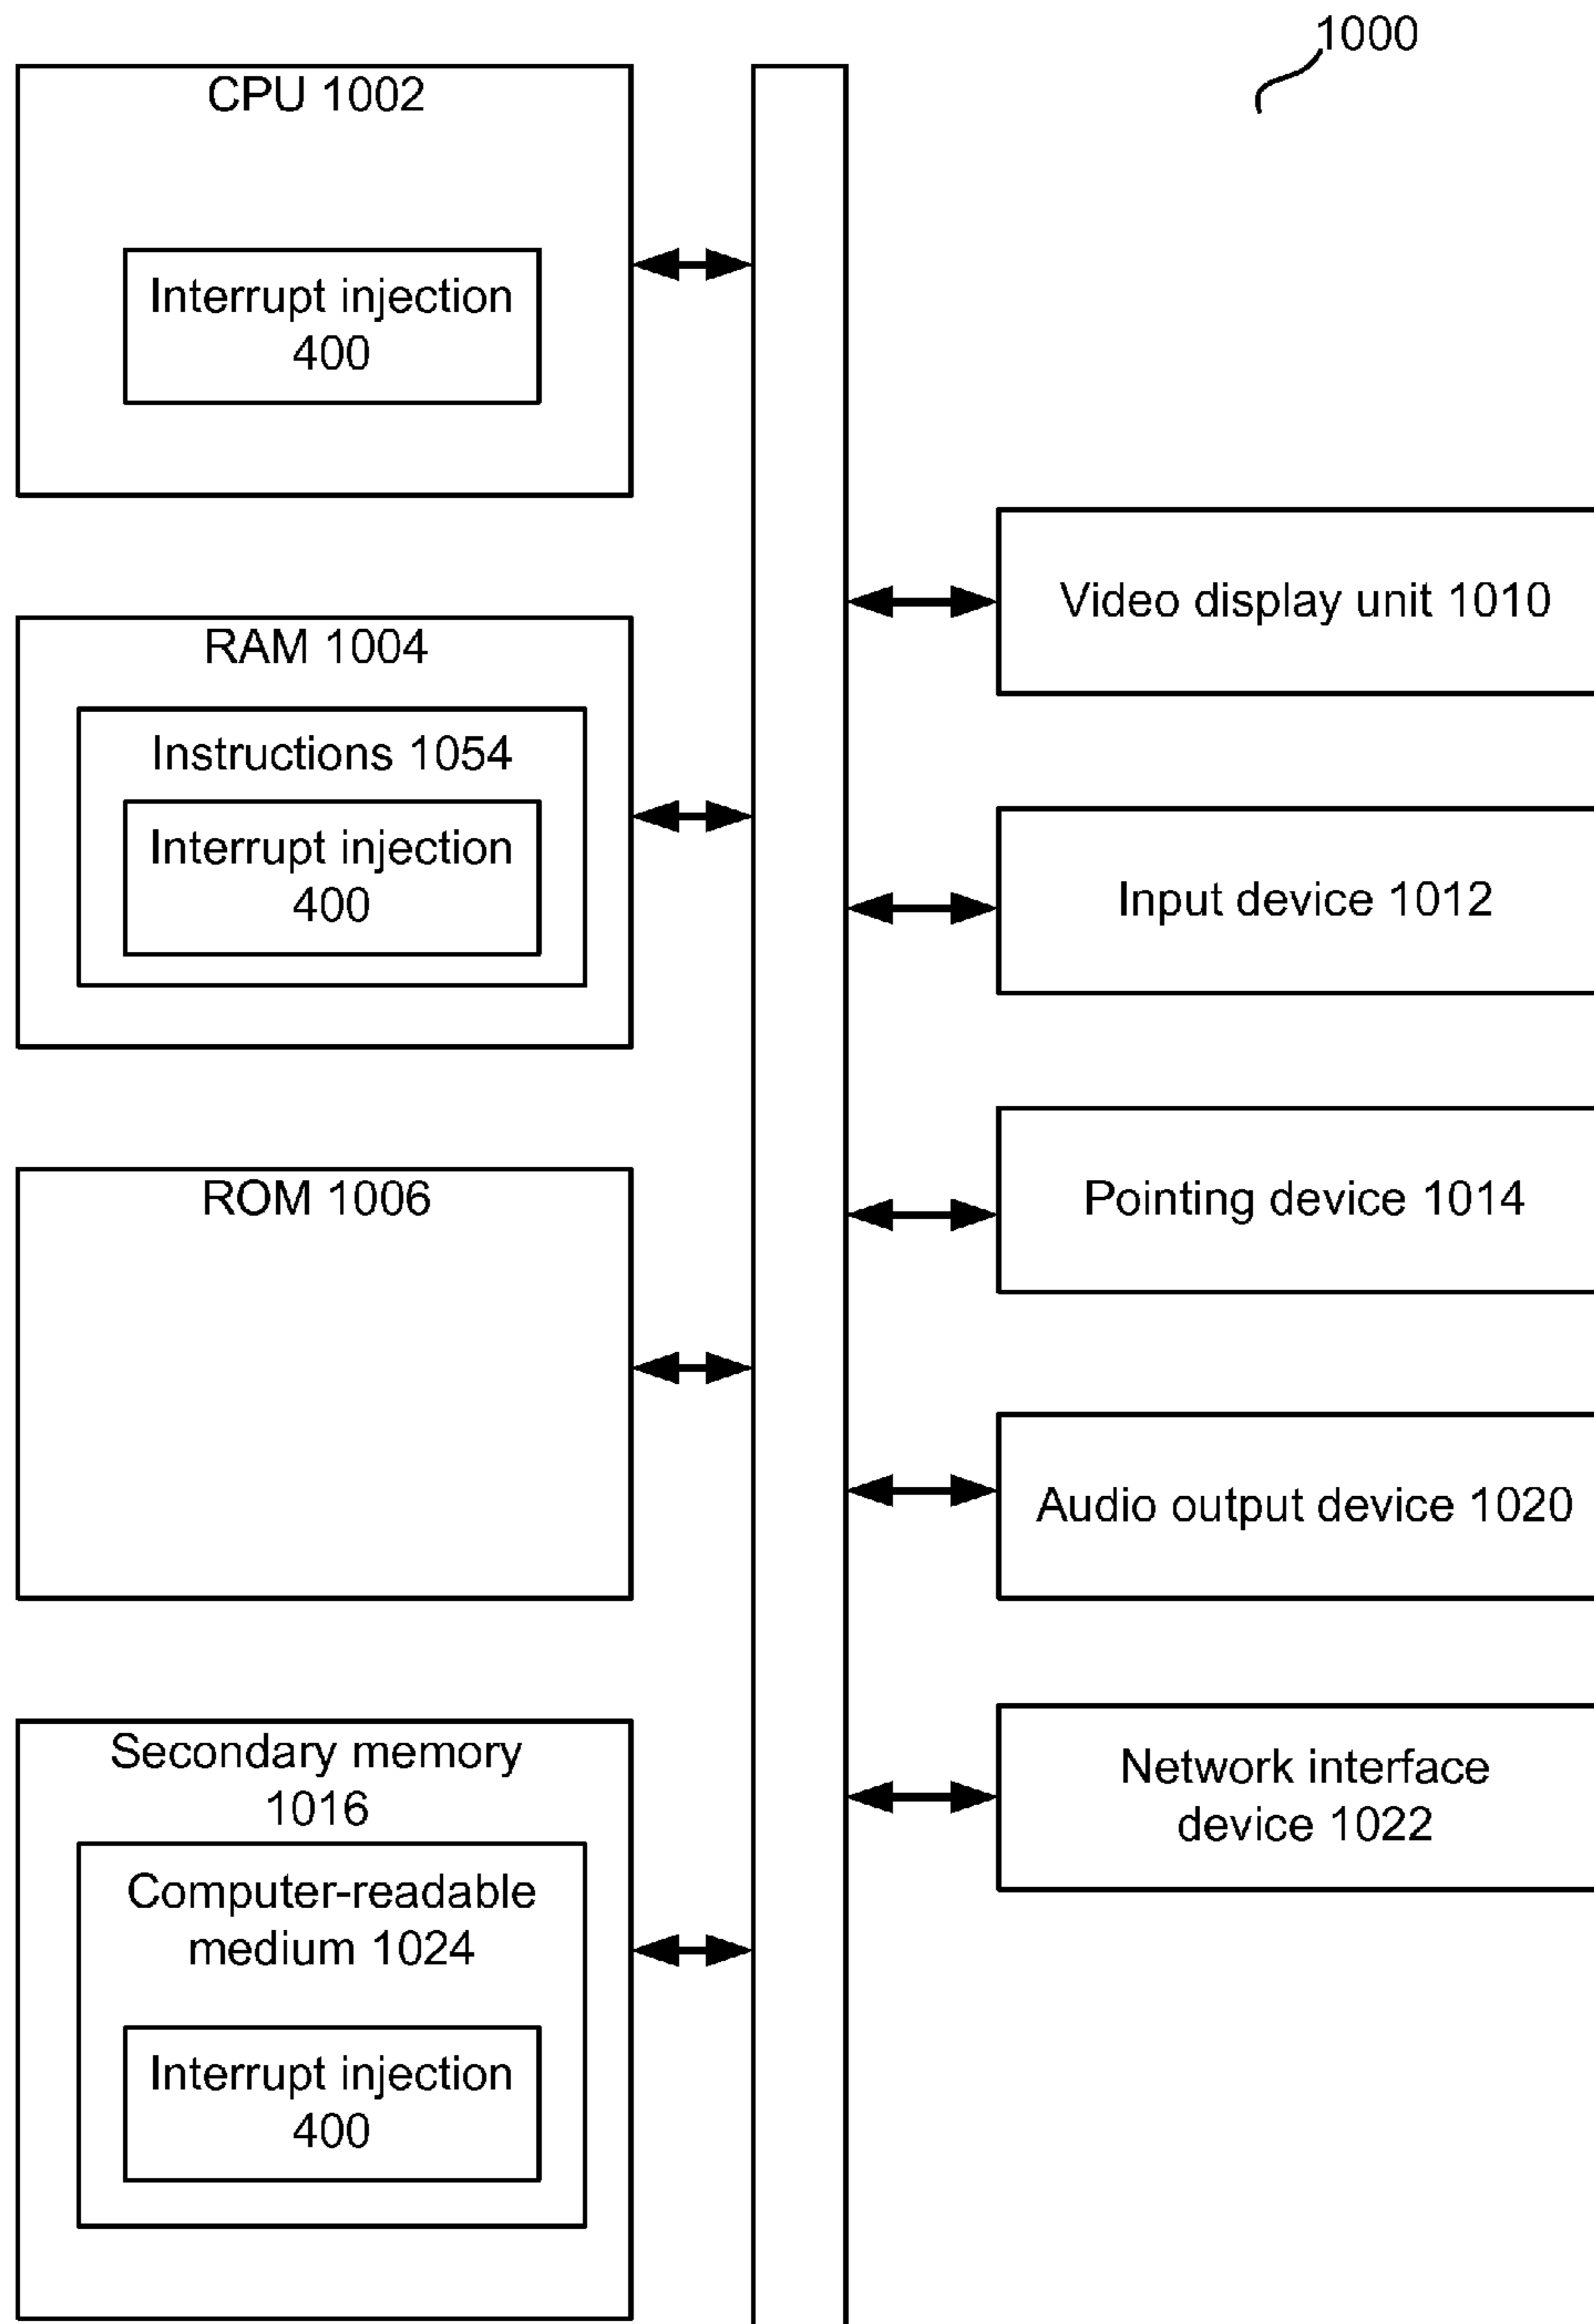 1000
CPU 1002
Interrupt injection
400
RAM 1004
Instructions 1054
Interrupt injection
400
ROM 1006
Secondary memory
1016
Computer-readable
medium 1024
Interrupt injection
400
Video display unit 1010
Input device 1012
Pointing device 1014
Audio output device 1020
Network interface
device 1022